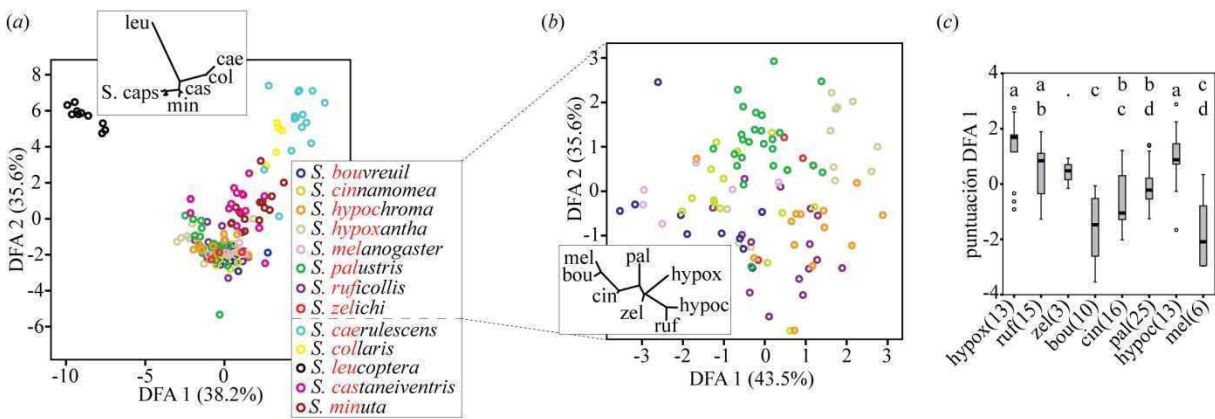 (a)
leu
cae
col
S. caps
cas
min
8
6
4
2
0
-2
-4
-6
DFA 2 (35.6%)
-10
-5
0
DFA 1 (38.2%)
S. bouvreuil
S. cinnamomea
S. hypochroma
S. hypoxantha
S. melanogaster
S. palustris
S. ruficollis
S. zelichi
S. caerulescens
S. collaris
S. leucoptera
S. castaneiventris
S. minuta
(b)
3
2
1
0
-1
DFA 2 (35.6%)
mel
bou
cin
pal
zel
hypox
hypoc
ruf
-3
-2
-1
0
1
2
3
DFA 1 (43.5%)
(c)
4
2
0
-2
-4
puntuación DFA 1
a a c b b a c
b c d d
hypox(13)
ruf(15)
zel(3)
bou(10)
cin(16)
pal(25)
hypoc(13)
mel(6)